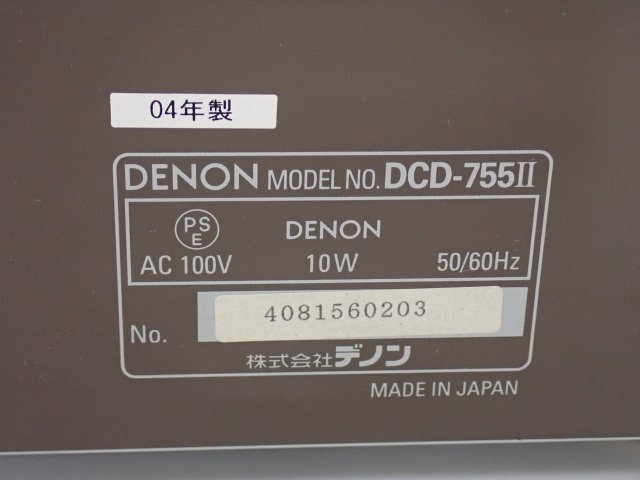 04年製
DENON MODEL NO. DCD-755II
PS
E
DENON
AC 100V 10W 50/60Hz
No. 4081560203
株式会社デノン
MADE IN JAPAN